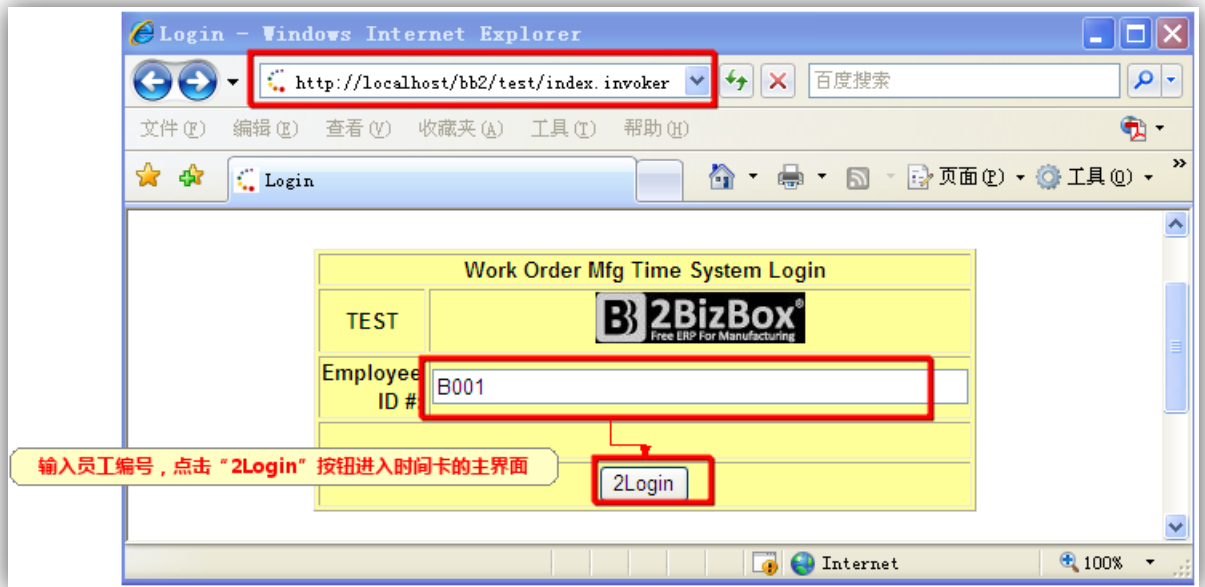 Login - Windows Internet Explorer
http://localhost/bb2/test/index.invoker
百度搜索
文件(F) 编辑(E) 查看(V) 收藏夹(A) 工具(T) 帮助(H)
Login
页面(P) 工具(O)
Work Order Mfg Time System Login
TEST
B 2BizBox®
Free ERP For Manufacturing
Employee
ID #:
B001
输入员工编号，点击“2Login”按钮进入时间卡的主界面
2Login
Internet
100%